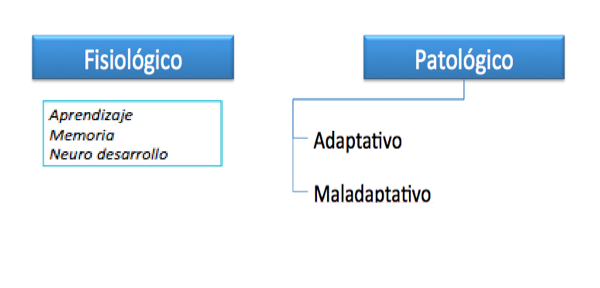 Fisiológico
Patológico
Aprendizaje
Memoria
Neuro desarrollo
Adaptativo
Maladaptativo